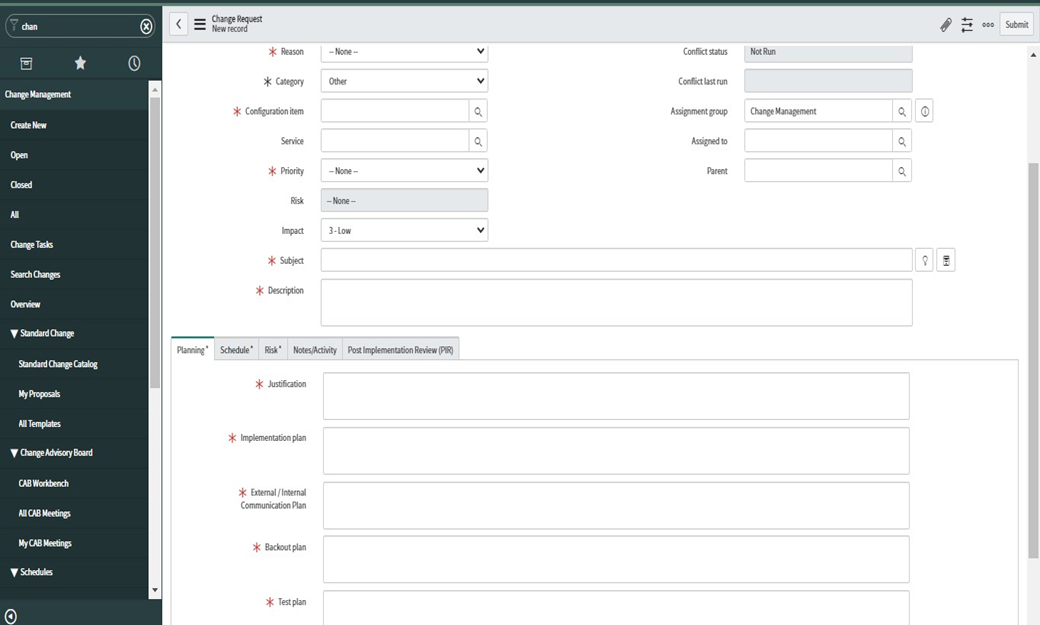 chan
Change Management
Create New
Open
Closed
All
Change Tasks
Search Changes
Overview
▼ Standard Change
Standard Change Catalog
My Proposals
All Templates
▼ Change Advisory Board
CAB Workbench
All CAB Meetings
My CAB Meetings
▼ Schedules
Change Request
New record
Submit
* Reason
-- None --
Conflict status
Not Run
* Category
Other
Conflict last run
* Configuration item
Assignment group
Change Management
Service
Assigned to
* Priority
-- None --
Parent
Risk
-- None --
Impact
3 - Low
* Subject
* Description
Planning* Schedule* Risk* Notes/Activity Post Implementation Review (PIR)
* Justification
* Implementation plan
* External / Internal
Communication Plan
* Backout plan
* Test plan